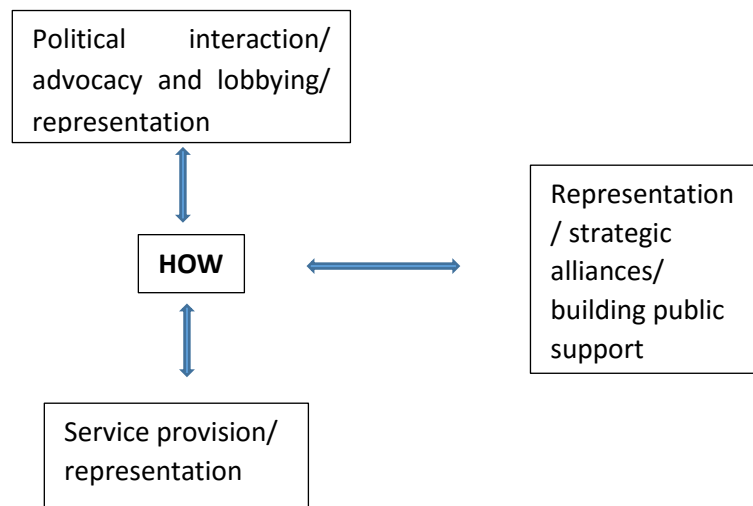 Political interaction/
advocacy and lobbying/
representation
Representation
/ strategic
alliances/
building public
support
HOW
Service provision/
representation